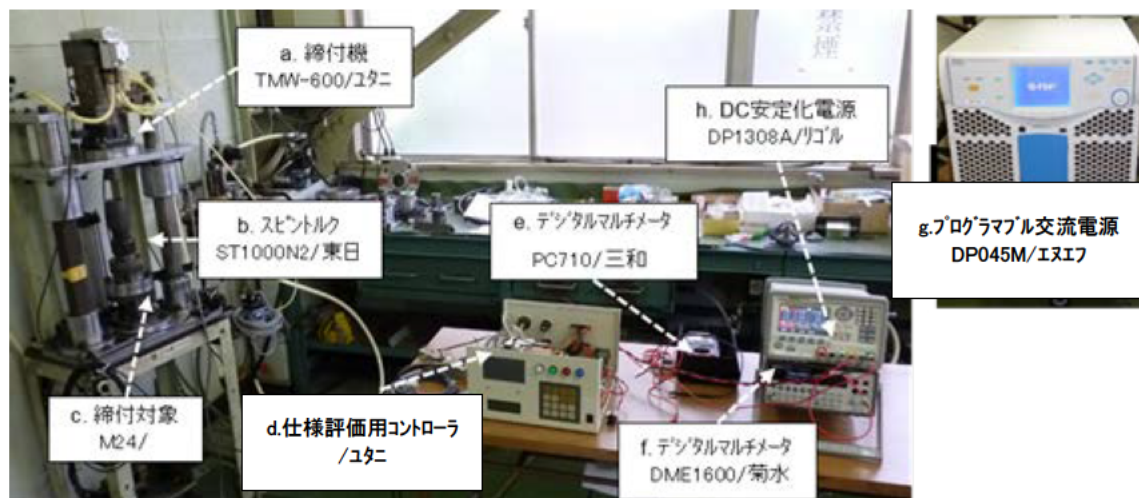 a. 締付機
TMW-600/ユタニ
b. スピントルク
ST1000N2/東日
c. 締付対象
M24/
d.仕様評価用コントローラ
/ユタニ
e. デジタルマルチメータ
PC710/三和
f. デジタルマルチメータ
DME1600/菊水
h. DC安定化電源
DP1308A/リゴル
g.プログラマブル交流電源
DP045M/エヌエフ
禁煙